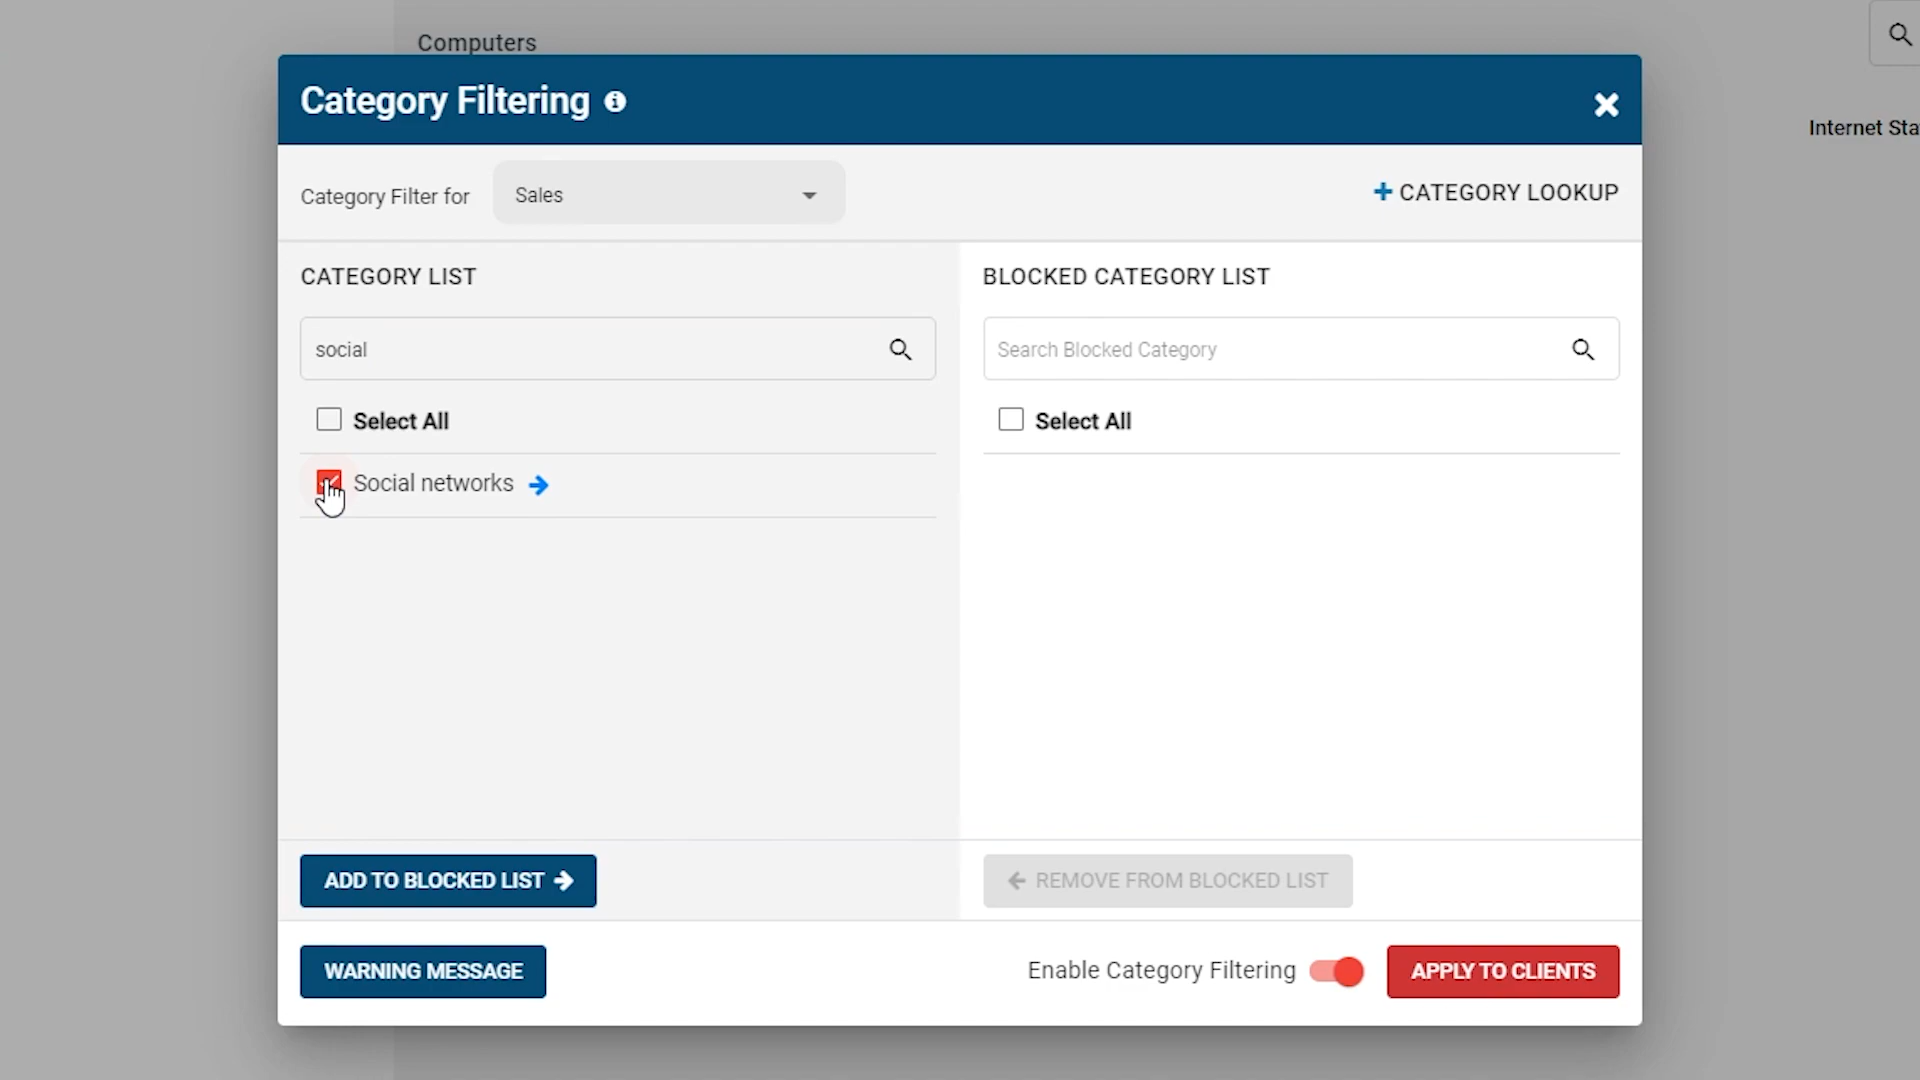 Computers
Category Filtering
Internet Sta
Category Filter for
Sales
+ CATEGORY LOOKUP
CATEGORY LIST
BLOCKED CATEGORY LIST
social
Search Blocked Category
Select All
Select All
Social networks
ADD TO BLOCKED LIST
REMOVE FROM BLOCKED LIST
WARNING MESSAGE
Enable Category Filtering
APPLY TO CLIENTS